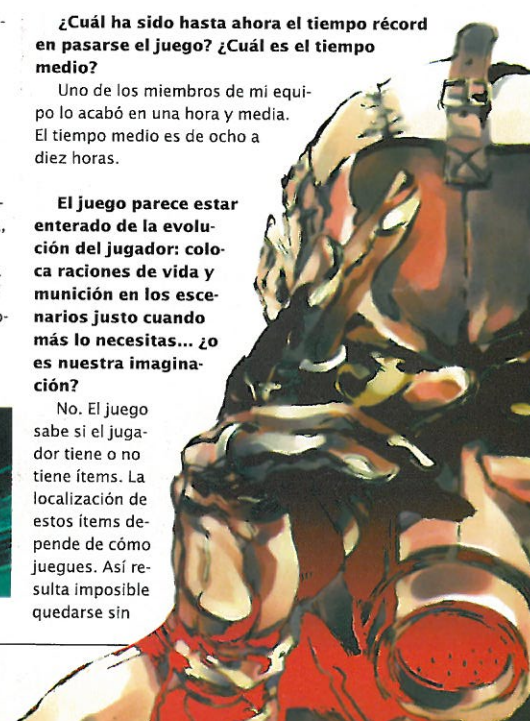 ¿Cuál ha sido hasta ahora el tiempo récord
en pasarse el juego? ¿Cuál es el tiempo
medio?
Uno de los miembros de mi equi-
po lo acabó en una hora y media.
El tiempo medio es de ocho a
diez horas.
El juego parece estar
enterado de la evolu-
ción del jugador: colo-
ca raciones de vida y
munición en los esce-
narios justo cuando
más lo necesitas... ¿o
es nuestra imagina-
ción?
No. El juego
sabe si el juga-
dor tiene o no
tiene ítems. La
localización de
estos ítems de-
pende de cómo
juegues. Así re-
sulta imposible
quedarse sin